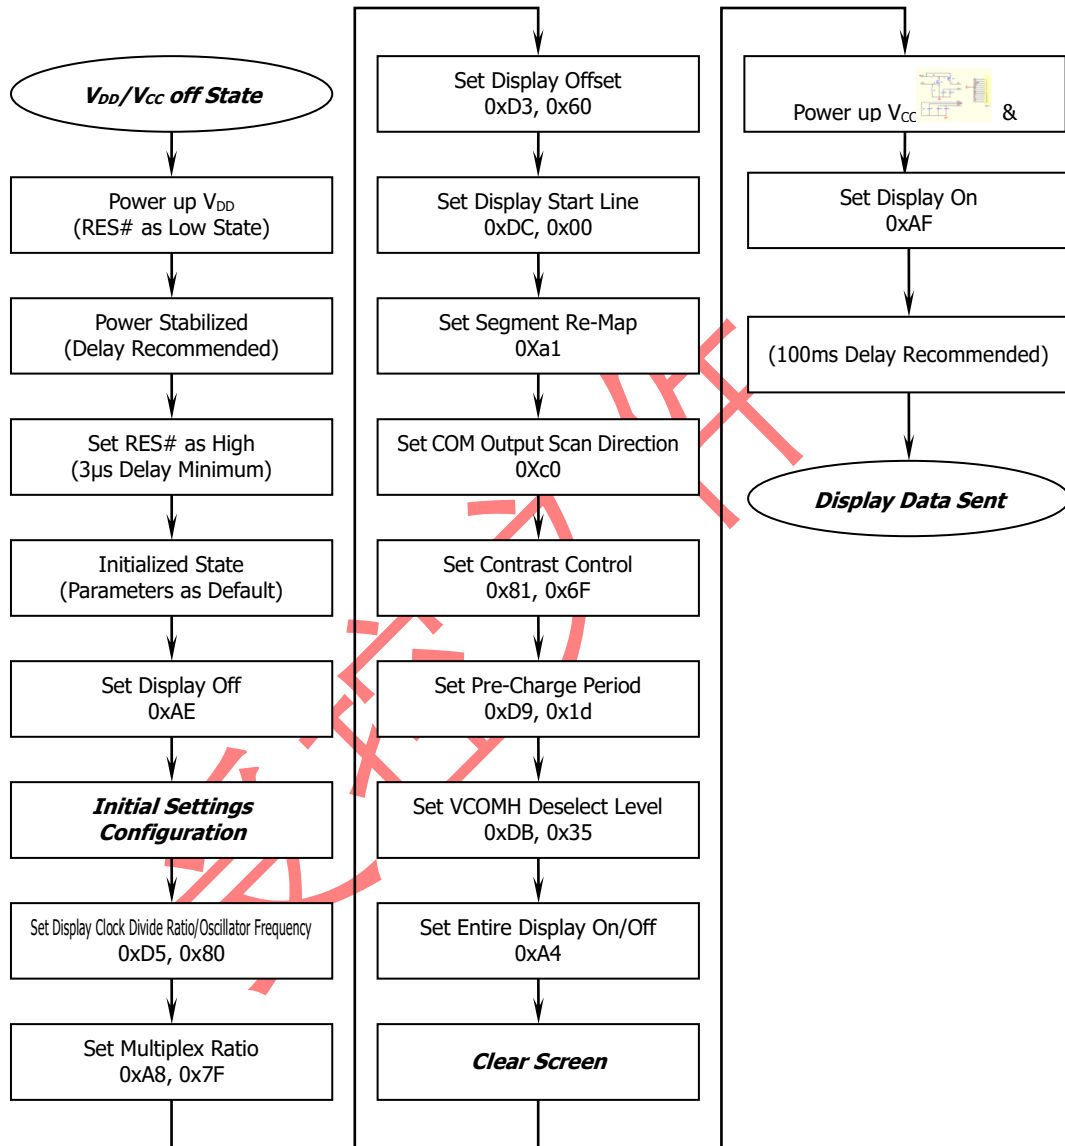 V_DD/V_CC off State
Power up V_DD
(RES# as Low State)
Power Stabilized
(Delay Recommended)
Set RES# as High
(3μs Delay Minimum)
Initialized State
(Parameters as Default)
Set Display Off
0xAE
Initial Settings
Configuration
Set Display Clock Divide Ratio/Oscillator Frequency
0xD5, 0x80
Set Multiplex Ratio
0xA8, 0x7F
Set Display Offset
0xD3, 0x60
Set Display Start Line
0xDC, 0x00
Set Segment Re-Map
0Xa1
Set COM Output Scan Direction
0Xc0
Set Contrast Control
0x81, 0x6F
Set Pre-Charge Period
0xD9, 0x1d
Set VCOMH Deselect Level
0xDB, 0x35
Set Entire Display On/Off
0xA4
Clear Screen
Power up V_CC &
Set Display On
0xAF
(100ms Delay Recommended)
Display Data Sent